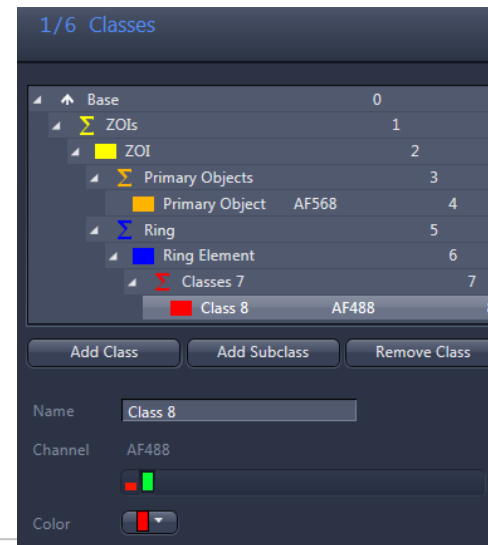 1/6 Classes
Base 0
ZOIs 1
ZOI 2
Primary Objects 3
Primary Object AF568 4
Ring 5
Ring Element 6
Classes 7 7
Class 8 AF488
Add Class Add Subclass Remove Class
Name Class 8
Channel AF488
Color